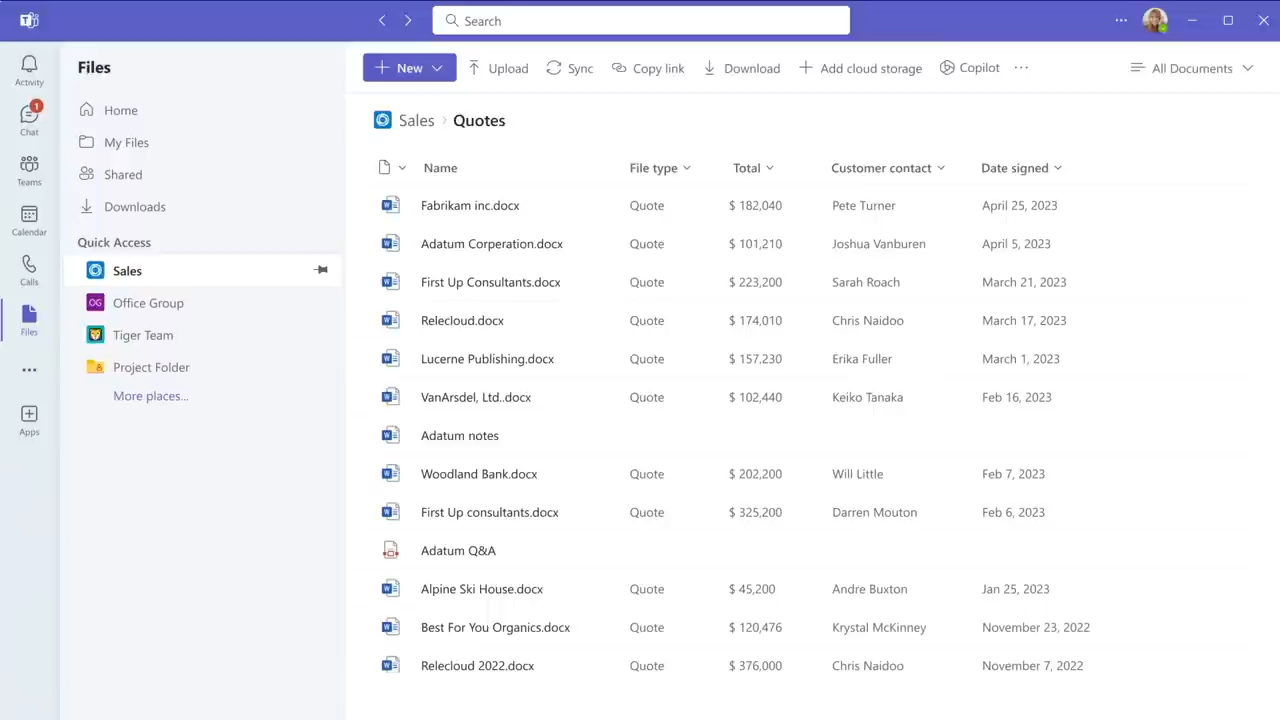 Search
Activity
1
Chat
Teams
Calendar
Calls
Files
Apps
Files
Home
My Files
Shared
Downloads
Quick Access
Sales
OG Office Group
Tiger Team
Project Folder
More places...
New Upload Sync Copy link Download Add cloud storage Copilot All Documents
Sales Quotes
Name File type Total Customer contact Date signed
Fabrikam inc.docx Quote $ 182,040 Pete Turner April 25, 2023
Adatum Corperation.docx Quote $ 101,210 Joshua Vanburen April 5, 2023
First Up Consultants.docx Quote $ 223,200 Sarah Roach March 21, 2023
Relecloud.docx Quote $ 174,010 Chris Naidoo March 17, 2023
Lucerne Publishing.docx Quote $ 157,230 Erika Fuller March 1, 2023
VanArsdel, Ltd..docx Quote $ 102,440 Keiko Tanaka Feb 16, 2023
Adatum notes
Woodland Bank.docx Quote $ 202,200 Will Little Feb 7, 2023
First Up consultants.docx Quote $ 325,200 Darren Mouton Feb 6, 2023
Adatum Q&A
Alpine Ski House.docx Quote $ 45,200 Andre Buxton Jan 25, 2023
Best For You Organics.docx Quote $ 120,476 Krystal McKinney November 23, 2022
Relecloud 2022.docx Quote $ 376,000 Chris Naidoo November 7, 2022